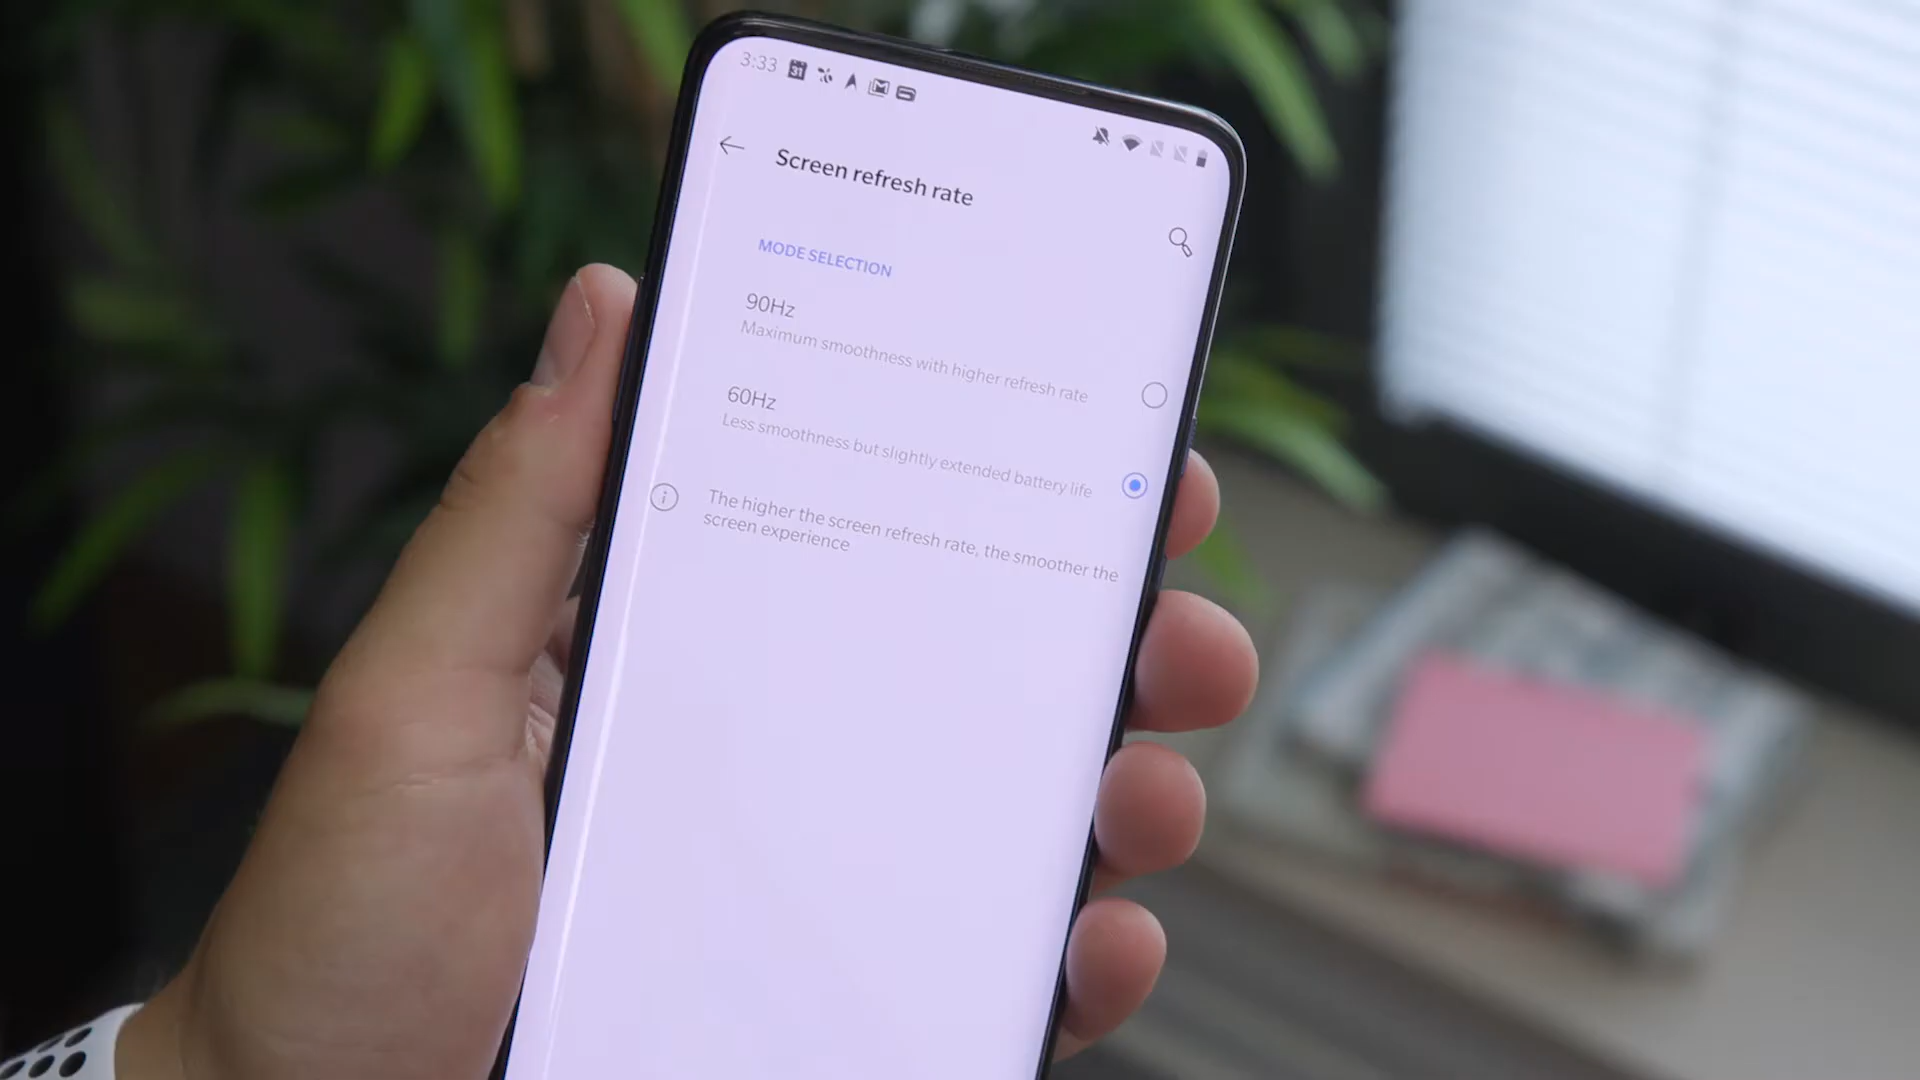 3:33 31
Screen refresh rate
MODE SELECTION
90Hz
Maximum smoothness with higher refresh rate
60Hz
Less smoothness but slightly extended battery life
The higher the screen refresh rate, the smoother the
screen experience